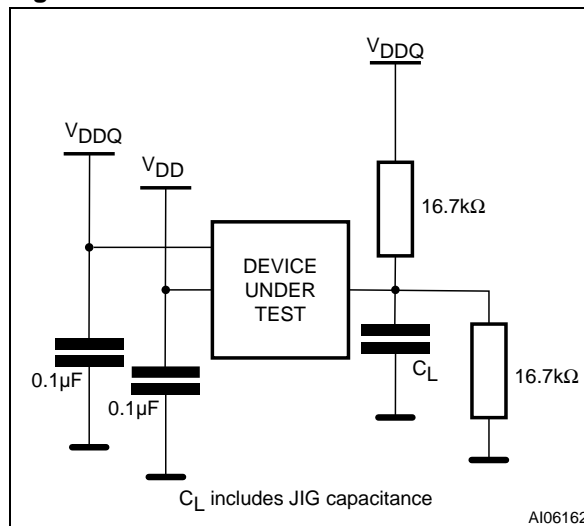 VDDQ
VDDQ
VDD
16.7kΩ
DEVICE
UNDER
TEST
CL
0.1µF
0.1µF
16.7kΩ
CL includes JIG capacitance
AI06162